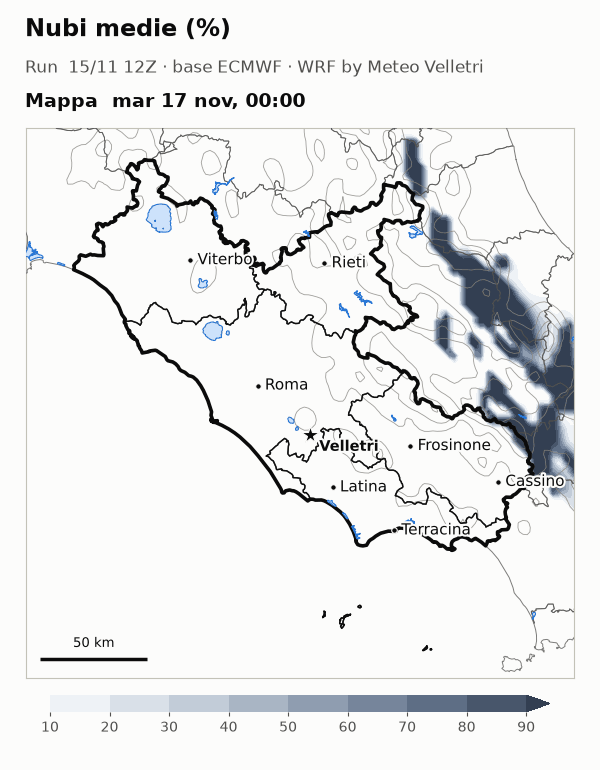 Nubi medie (%)
Run 15/11 12Z · base ECMWF · WRF by Meteo Velletri
Mappa mar 17 nov, 00:00
Viterbo
Rieti
Roma
Velletri
Frosinone
Cassino
Latina
Terracina
50 km
10 20 30 40 50 60 70 80 90